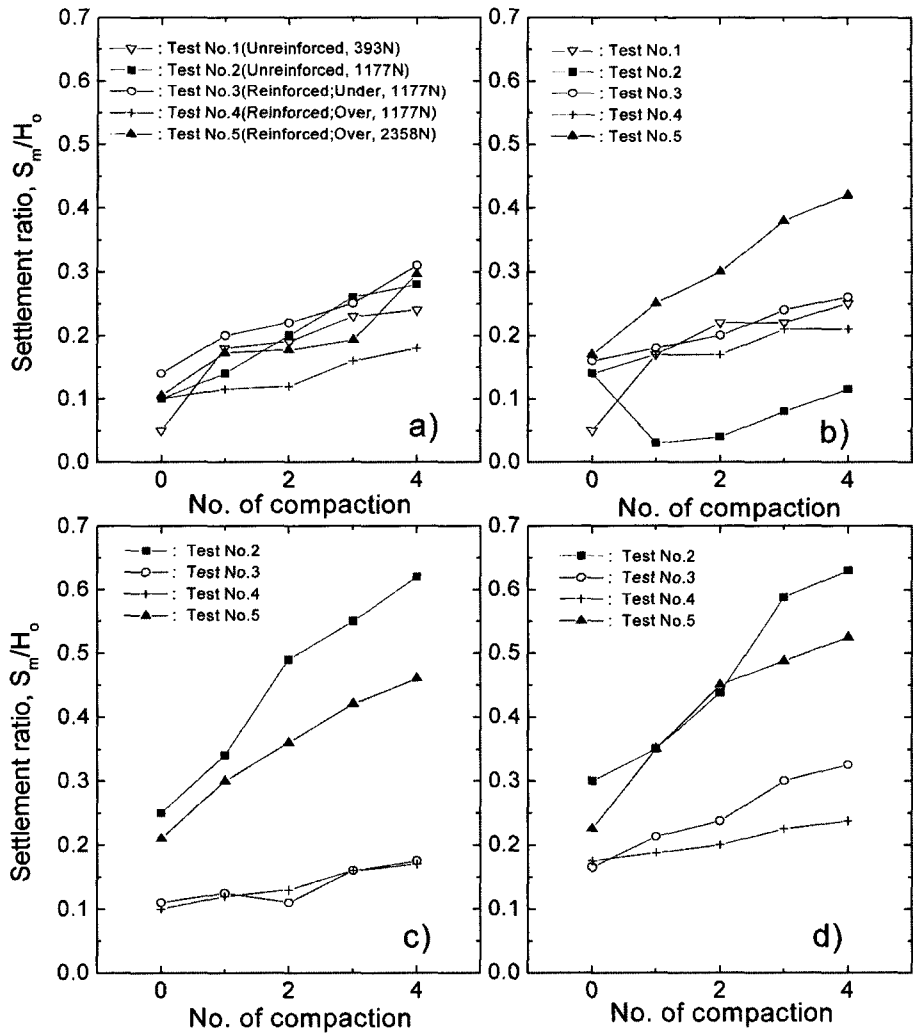 Settlement ratio, Sm/Ho
0.7
0.6
0.5
0.4
0.3
0.2
0.1
0.0
: Test No.1(Unreinforced, 393N)
: Test No.2(Unreinforced, 1177N)
: Test No.3(Reinforced;Under, 1177N)
: Test No.4(Reinforced;Over, 1177N)
: Test No.5(Reinforced;Over, 2358N)
a)
0 2 4
No. of compaction
0.7
0.6
0.5
0.4
0.3
0.2
0.1
0.0
: Test No.1
: Test No.2
: Test No.3
: Test No.4
: Test No.5
b)
0 2 4
No. of compaction
Settlement ratio, Sm/Ho
0.7
0.6
0.5
0.4
0.3
0.2
0.1
0.0
: Test No.2
: Test No.3
: Test No.4
: Test No.5
c)
0 2 4
No. of compaction
0.7
0.6
0.5
0.4
0.3
0.2
0.1
0.0
: Test No.2
: Test No.3
: Test No.4
: Test No.5
d)
0 2 4
No. of compaction